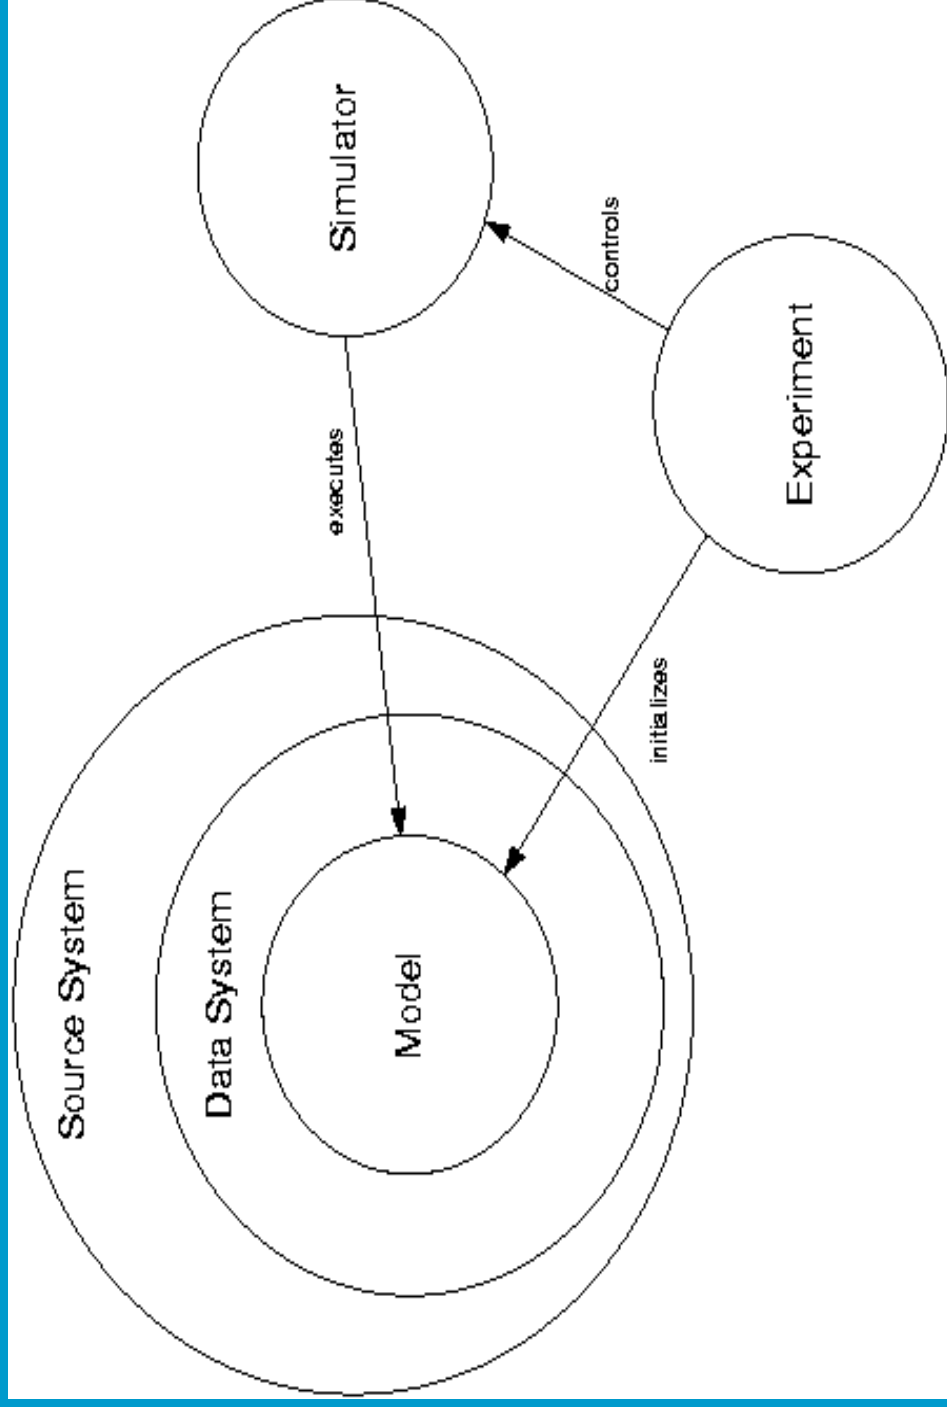 Source System
Data System
Model
executes
Simulator
initializes
controls
Experiment